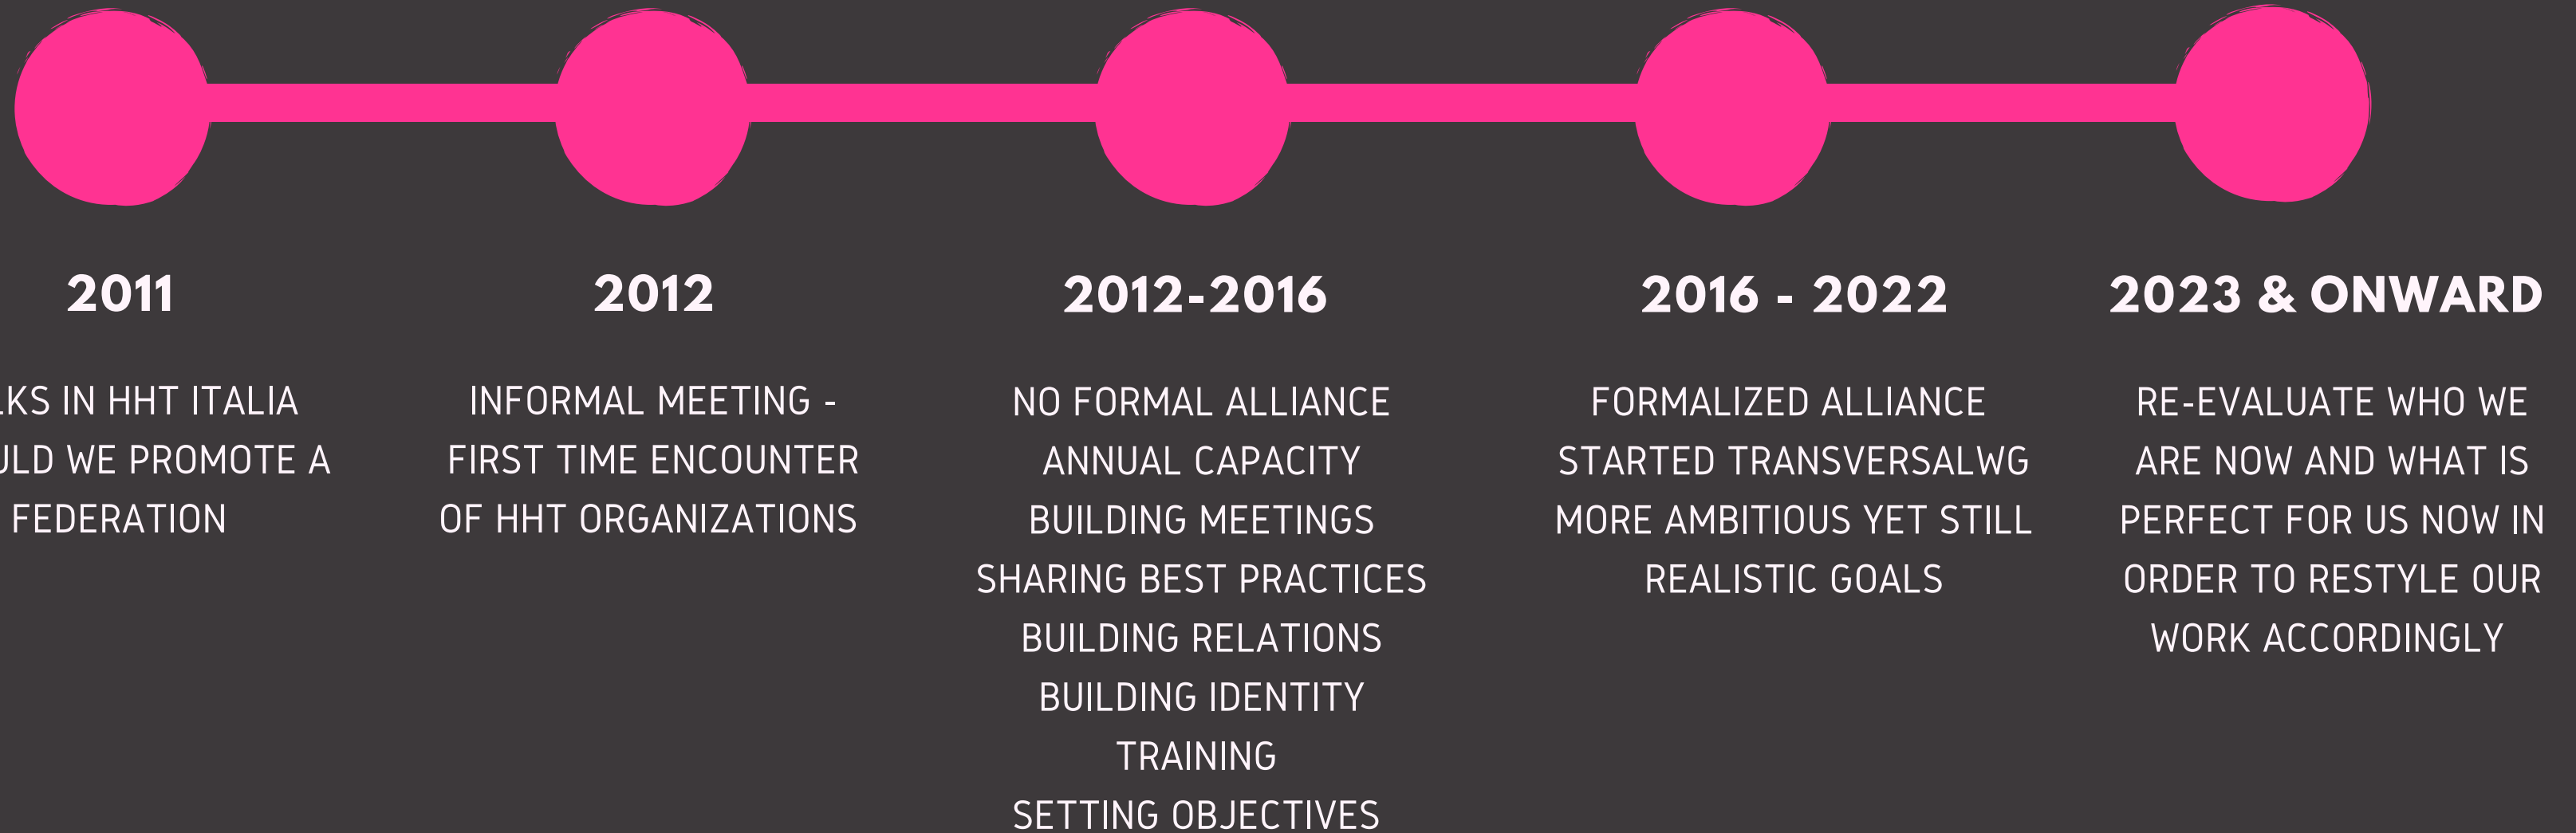 2011
IN HHT ITALIA
WE PROMOTE A
FEDERATION
2012
INFORMAL MEETING -
FIRST TIME ENCOUNTER
OF HHT ORGANIZATIONS
2012-2016
NO FORMAL ALLIANCE
ANNUAL CAPACITY
BUILDING MEETINGS
SHARING BEST PRACTICES
BUILDING RELATIONS
BUILDING IDENTITY
TRAINING
SETTING OBJECTIVES
2016 - 2022
FORMALIZED ALLIANCE
STARTED TRANSVERSALWG
MORE AMBITIOUS YET STILL
REALISTIC GOALS
2023 & ONWARD
RE-EVALUATE WHO WE
ARE NOW AND WHAT IS
PERFECT FOR US NOW IN
ORDER TO RESTYLE OUR
WORK ACCORDINGLY